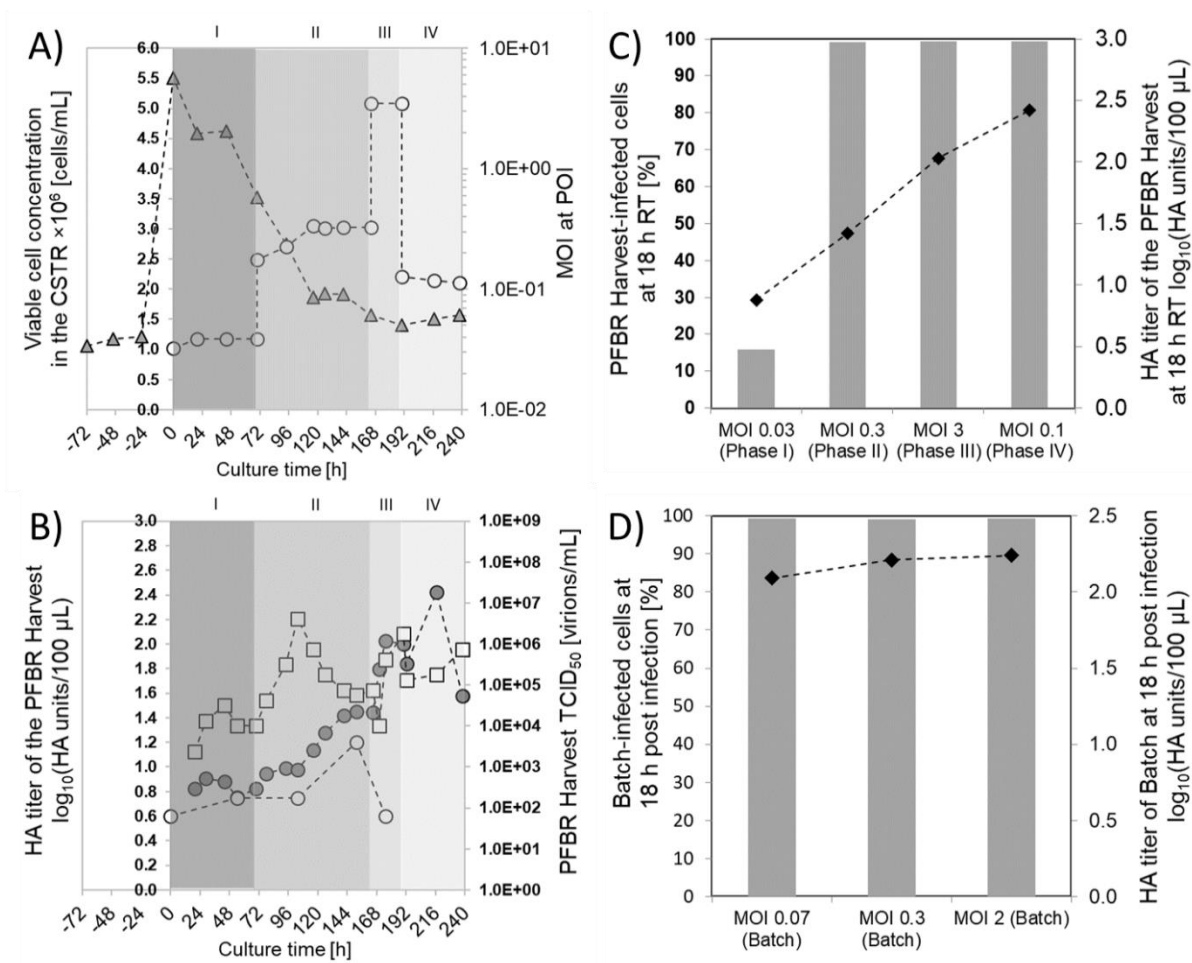 A)
I II III IV
Viable cell concentration
in the CSTR ×10⁶ [cells/mL]
6.0
5.5
5.0
4.5
4.0
3.5
3.0
2.5
2.0
1.5
1.0
0.5
0.0
1.0E+01
1.0E+00
1.0E-01
1.0E-02
MOI at POI
-72 -48 -24 0 24 48 72 96 120 144 168 192 216 240
Culture time [h]
C)
PFBR Harvest-infected cells
at 18 h RT [%]
100
90
80
70
60
50
40
30
20
10
0
3.0
2.5
2.0
1.5
1.0
0.5
0.0
HA titer of the PFBR Harvest
at 18 h RT log₁₀(HA units/100 µL)
MOI 0.03 MOI 0.3 MOI 3 MOI 0.1
(Phase I) (Phase II) (Phase III) (Phase IV)
B)
I II III IV
HA titer of the PFBR Harvest
log₁₀(HA units/100 µL)
3.0
2.8
2.6
2.4
2.2
2.0
1.8
1.6
1.4
1.2
1.0
0.8
0.6
0.4
0.2
0.0
1.0E+09
1.0E+08
1.0E+07
1.0E+06
1.0E+05
1.0E+04
1.0E+03
1.0E+02
1.0E+01
1.0E+00
PFBR Harvest TCID₅₀ [virions/mL]
-72 -48 -24 0 24 48 72 96 120 144 168 192 216 240
Culture time [h]
D)
Batch-infected cells at
18 h post infection [%]
100
90
80
70
60
50
40
30
20
10
0
2.5
2.0
1.5
1.0
0.5
0.0
HA titer of Batch at 18 h post infection
log₁₀(HA units/100 µL)
MOI 0.07 MOI 0.3 MOI 2 (Batch)
(Batch) (Batch)